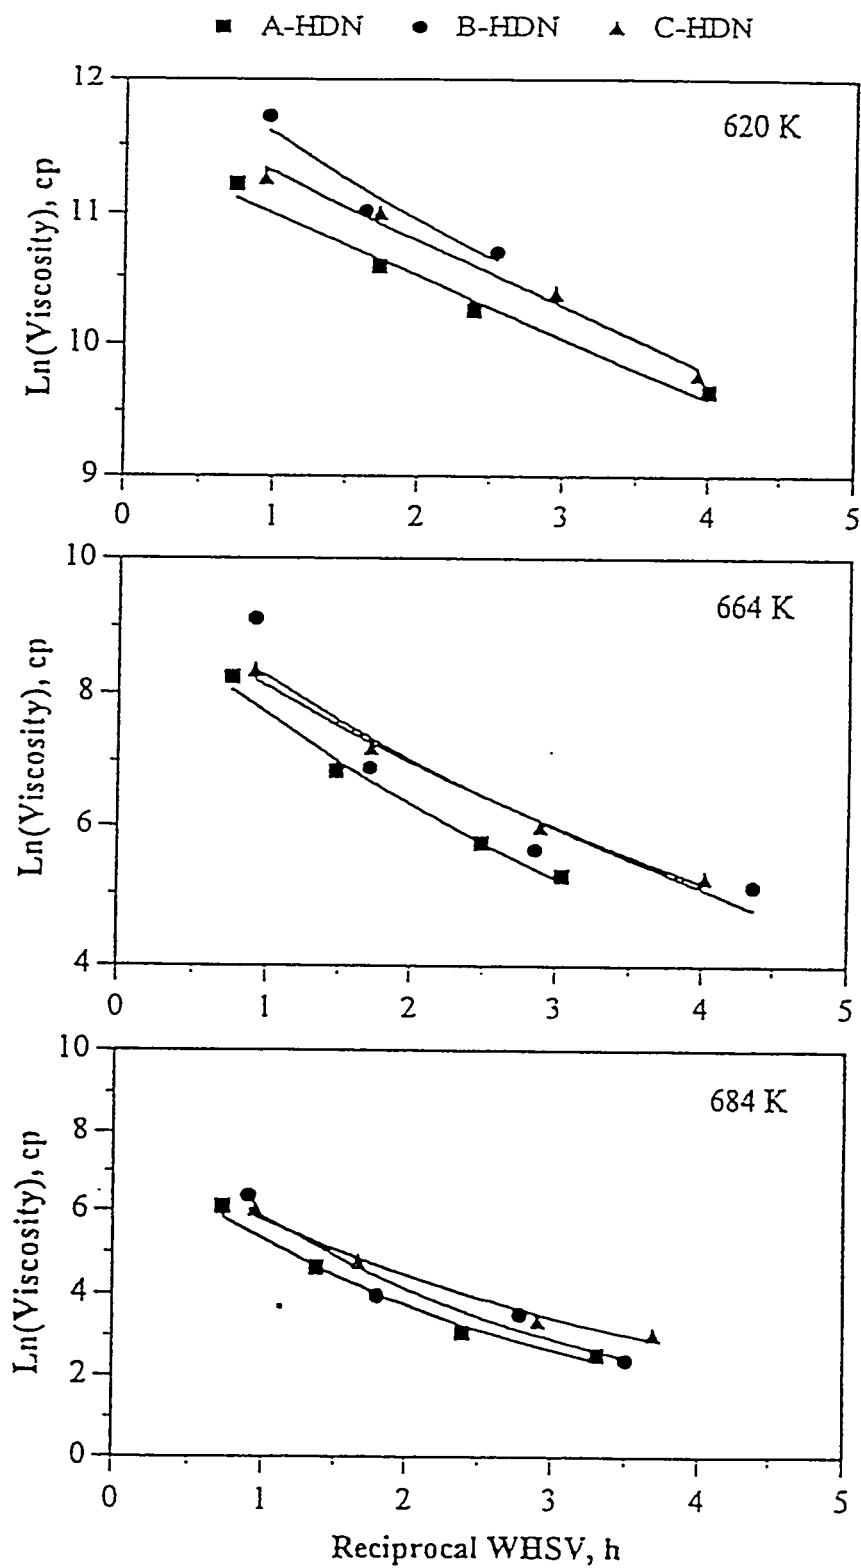 A-HDN B-HDN C-HDN
12
620 K
11
10
9
0 1 2 3 4 5
Ln(Viscosity), cp
10
664 K
8
6
4
0 1 2 3 4 5
Ln(Viscosity), cp
10
684 K
8
6
4
2
0
0 1 2 3 4 5
Ln(Viscosity), cp
Reciprocal WHSV, h